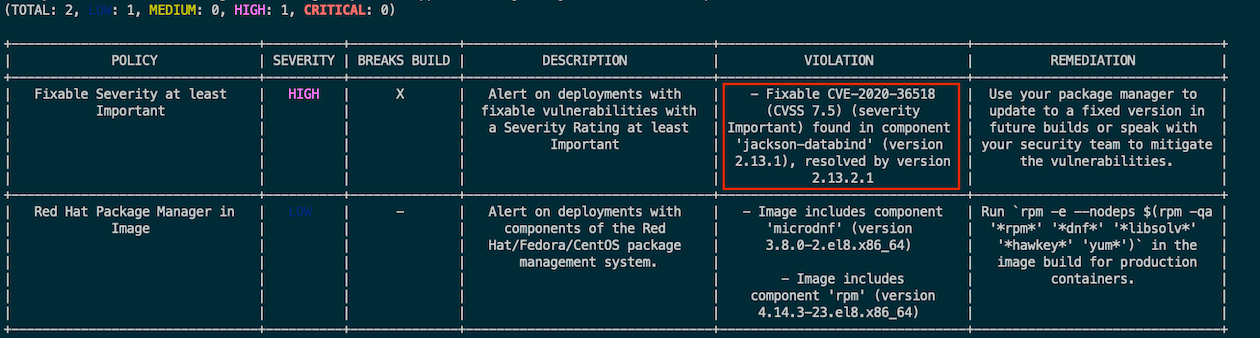 (TOTAL: 2, LOW: 1, MEDIUM: 0, HIGH: 1, CRITICAL: 0)
POLICY | SEVERITY | BREAKS BUILD | DESCRIPTION | VIOLATION | REMEDIATION
Fixable Severity at least | HIGH | X | Alert on deployments with | - Fixable CVE-2020-36518 | Use your package manager to
Important | fixable vulnerabilities with | (CVSS 7.5) (severity | update to a fixed version in
a Severity Rating at least | Important) found in component | future builds or speak with
Important | 'jackson-databind' (version | your security team to mitigate
2.13.1), resolved by version | the vulnerabilities.
2.13.2.1
Red Hat Package Manager in | LOW | - | Alert on deployments with | - Image includes component | Run `rpm -e --nodeps $(rpm -qa
Image | components of the Red | 'microdnf' (version | '*rpm*' '*dnf*' '*libsolv*'
Hat/Fedora/CentOS package | 3.8.0-2.el8.x86_64) | '*hawkey*' 'yum*')` in the
management system. | image build for production
- Image includes | containers.
component 'rpm' (version
4.14.3-23.el8.x86_64)